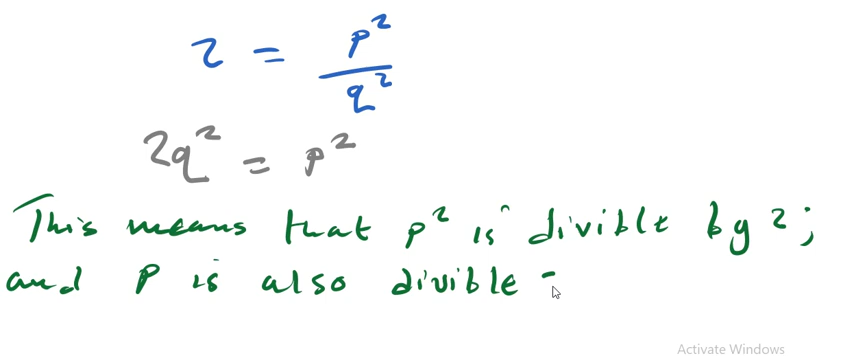 2 = p²/q²
2q² = p²
This means that p² is divible by 2;
and P is also divible -
Activate Windows